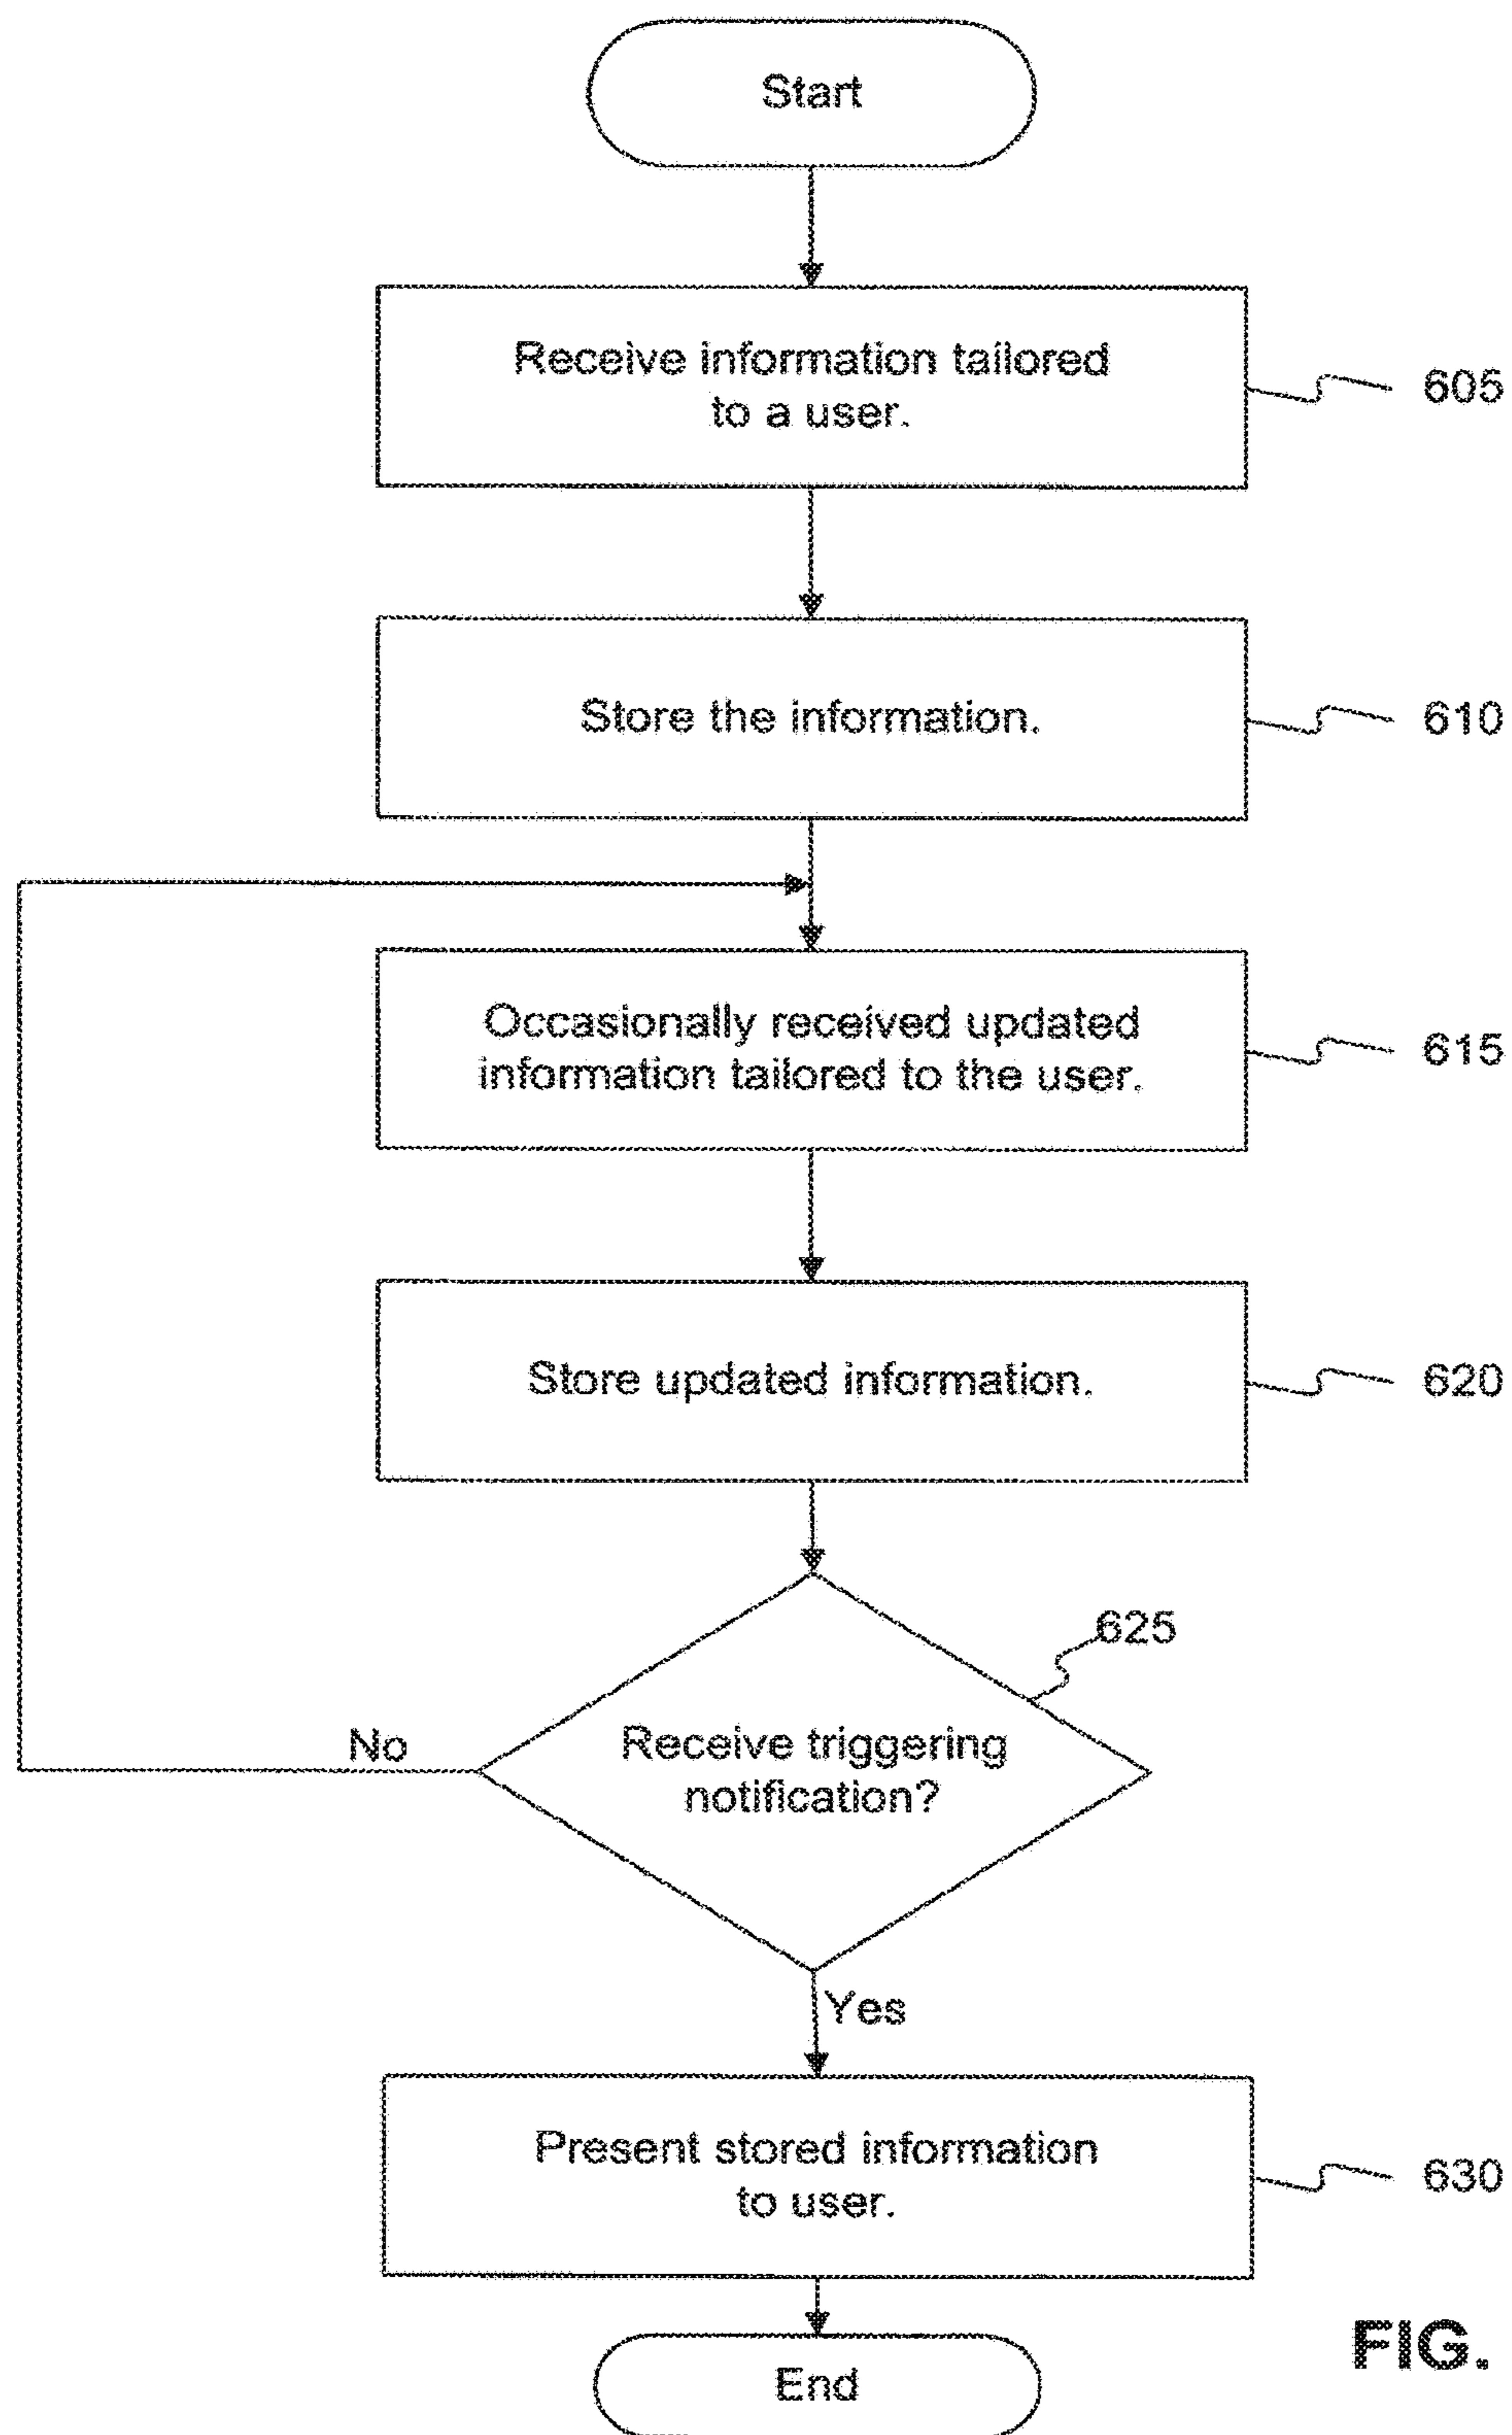 Start
Receive information tailored
to a user.
605
Store the information.
610
Occasionally received updated
information tailored to the user.
615
Store updated information.
620
625
Receive triggering
notification?
No
Yes
Present stored information
to user.
630
End
FIG.